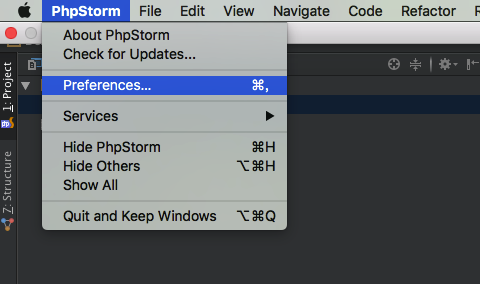 PhpStorm File Edit View Navigate Code Refactor
About PhpStorm
Check for Updates...
Preferences... ⌘,
Services ▶
Hide PhpStorm ⌘H
Hide Others ⌥⌘H
Show All
Quit and Keep Windows ⌥⌘Q
1: Project
Z: Structure